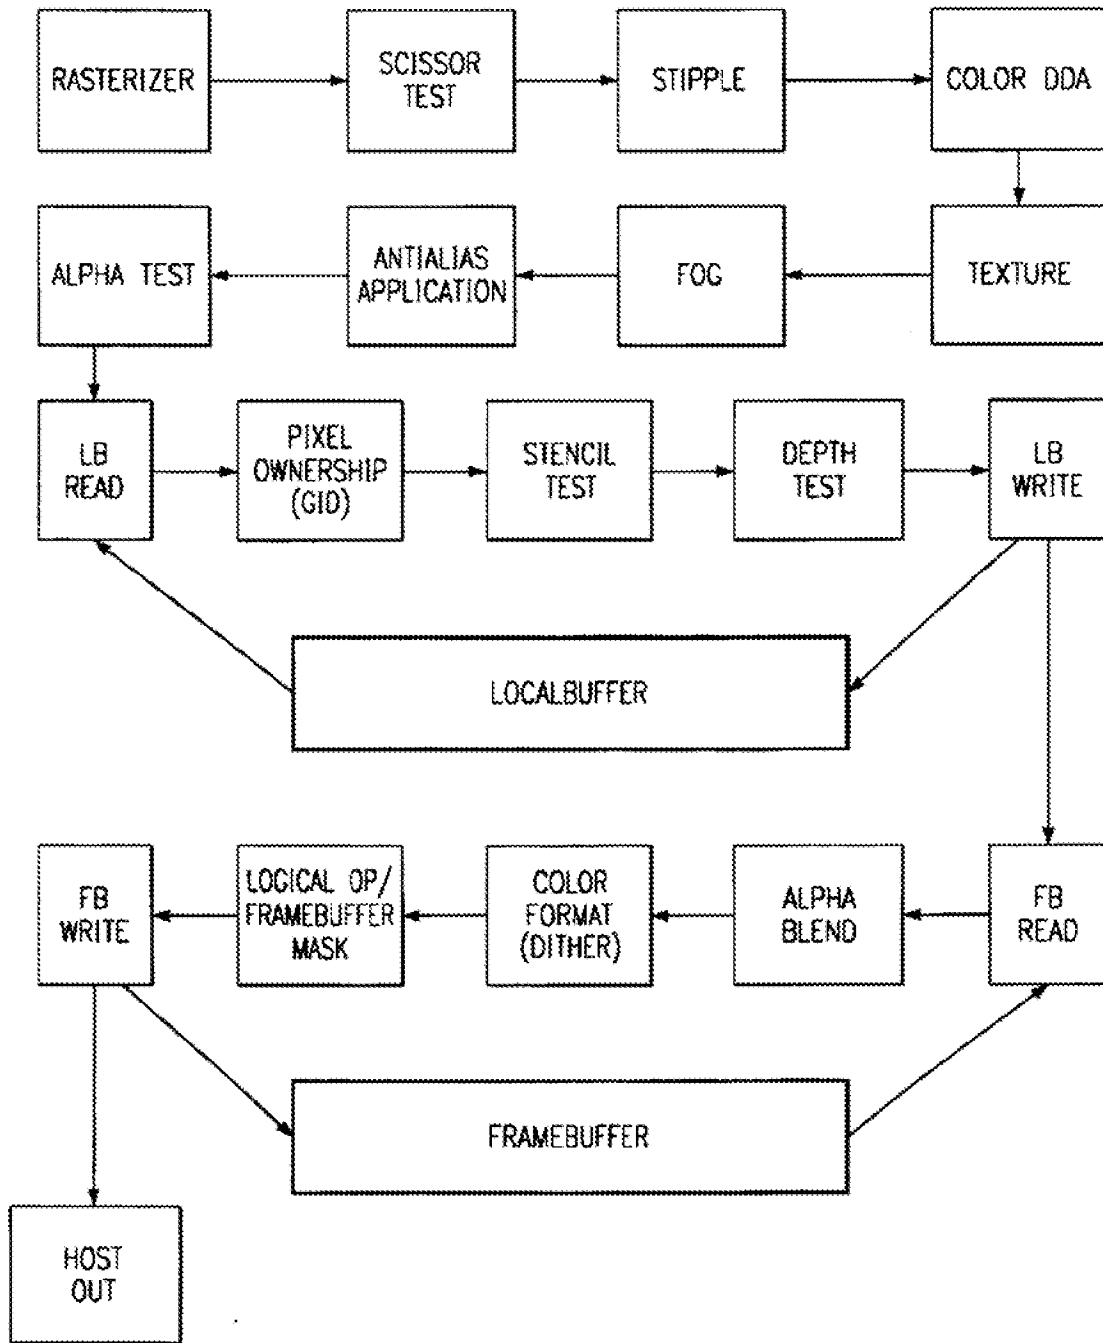 RASTERIZER
SCISSOR
TEST
STIPPLE
COLOR DDA
ALPHA TEST
ANTIALIAS
APPLICATION
FOG
TEXTURE
LB
READ
PIXEL
OWNERSHIP
(GID)
STENCIL
TEST
DEPTH
TEST
LB
WRITE
LOCALBUFFER
FB
WRITE
LOGICAL OP/
FRAMEBUFFER
MASK
COLOR
FORMAT
(DITHER)
ALPHA
BLEND
FB
READ
FRAMEBUFFER
HOST
OUT